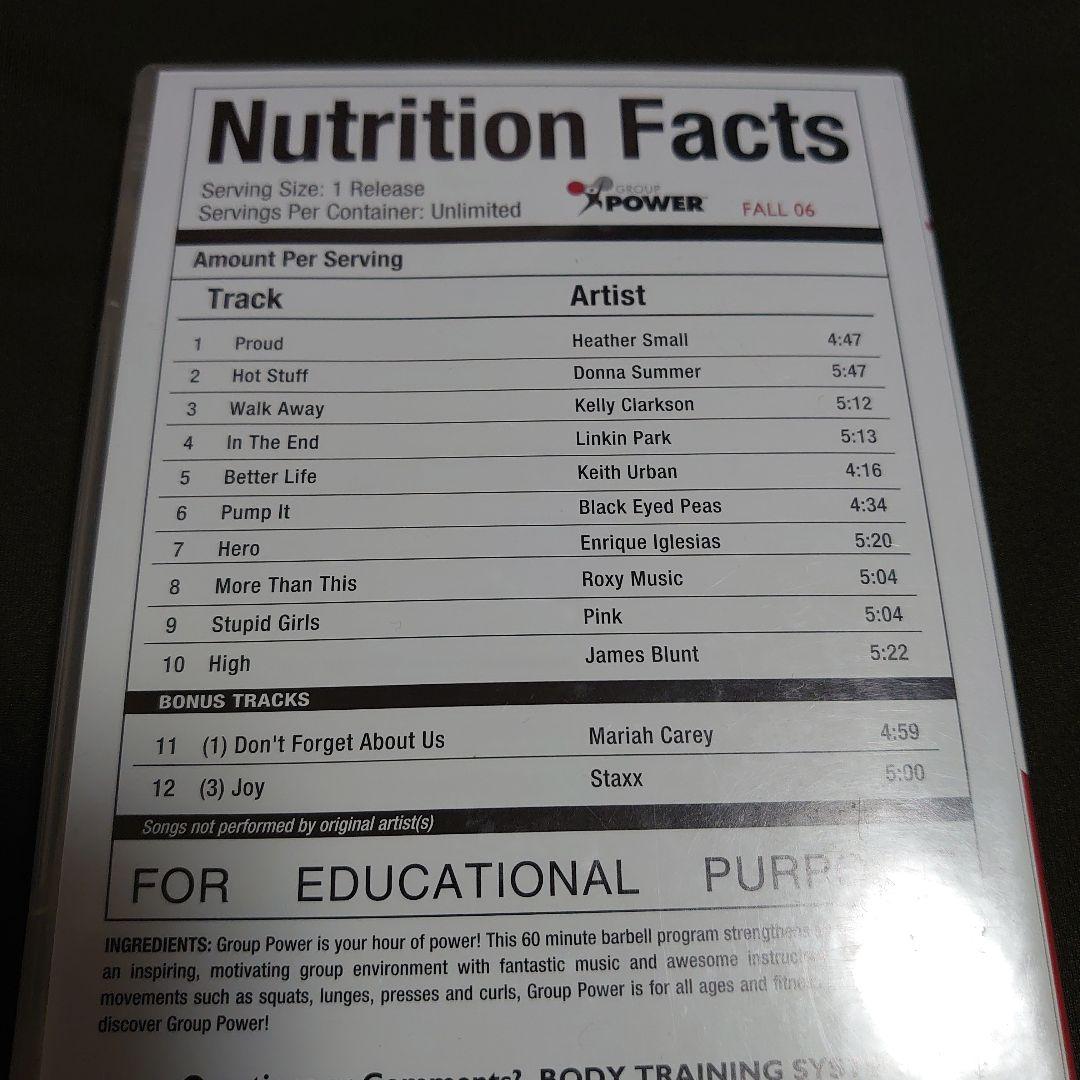 Nutrition Facts
Serving Size: 1 Release
Servings Per Container: Unlimited
GROUP
POWER
FALL 06
Amount Per Serving
Track Artist
1 Proud Heather Small 4:47
2 Hot Stuff Donna Summer 5:47
3 Walk Away Kelly Clarkson 5:12
4 In The End Linkin Park 5:13
5 Better Life Keith Urban 4:16
6 Pump It Black Eyed Peas 4:34
7 Hero Enrique Iglesias 5:20
8 More Than This Roxy Music 5:04
9 Stupid Girls Pink 5:04
10 High James Blunt 5:22
BONUS TRACKS
11 (1) Don't Forget About Us Mariah Carey 4:59
12 (3) Joy Staxx 5:00
Songs not performed by original artist(s)
FOR EDUCATIONAL
INGREDIENTS: Group Power is your hour of power! This 60 minute barbell program strengthens
an inspiring, motivating group environment with fantastic music and awesome
movements such as squats, lunges, presses and curls, Group Power is for all ages and
discover Group Power!
BODY TRAINING